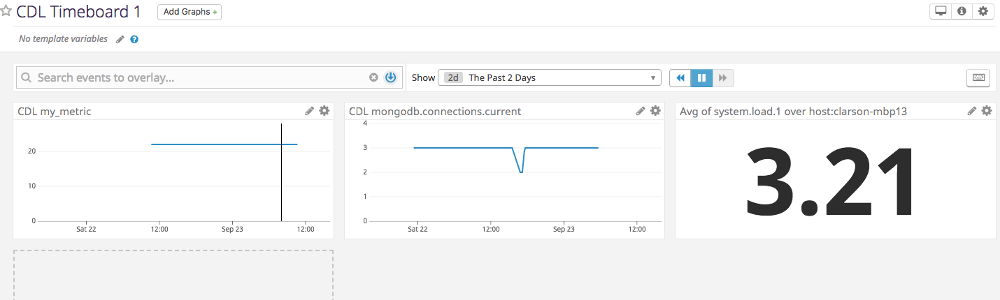 CDL Timeboard 1
Add Graphs +
No template variables
Search events to overlay...
Show 2d The Past 2 Days
CDL my_metric
20
10
0
Sat 22 12:00 Sep 23 12:00
CDL mongodb.connections.current
4
3
2
1
0
Sat 22 12:00 Sep 23 12:00
Avg of system.load.1 over host:clarson-mbp13
3.21